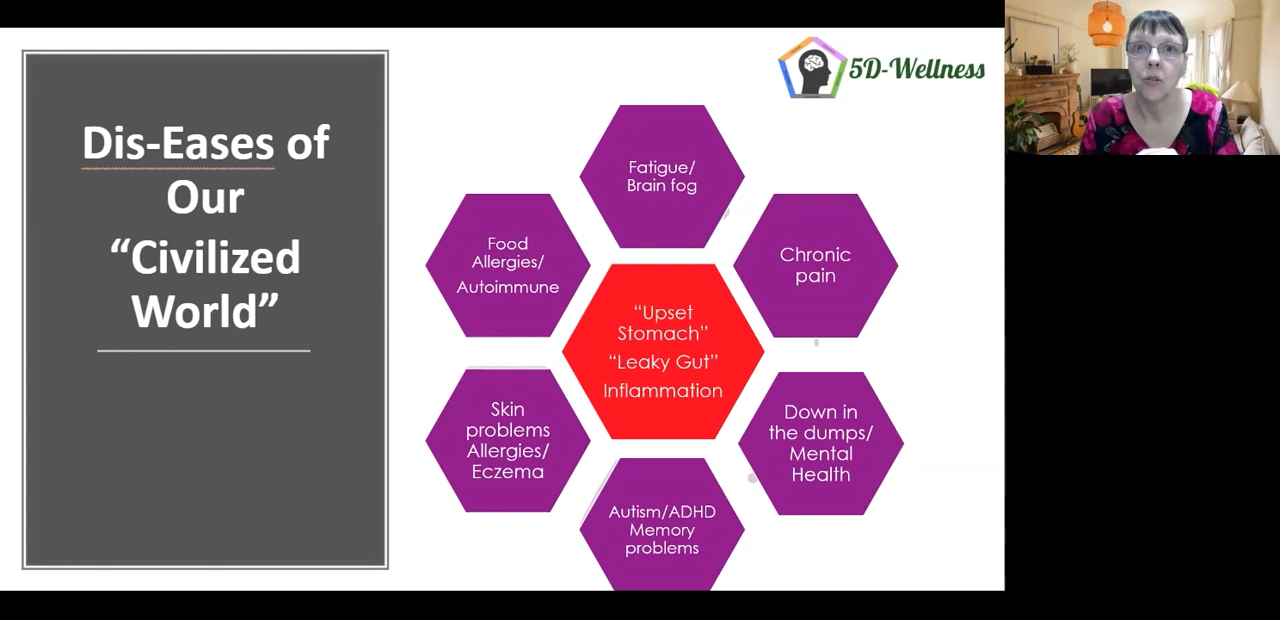 5D-Wellness
Dis-Eases of
Our
“Civilized
World”
Fatigue/
Brain fog
Food
Allergies/
Autoimmune
Chronic
pain
“Upset
Stomach”
“Leaky Gut”
Inflammation
Skin
problems
Allergies/
Eczema
Down in
the dumps/
Mental
Health
Autism/ADHD
Memory
problems